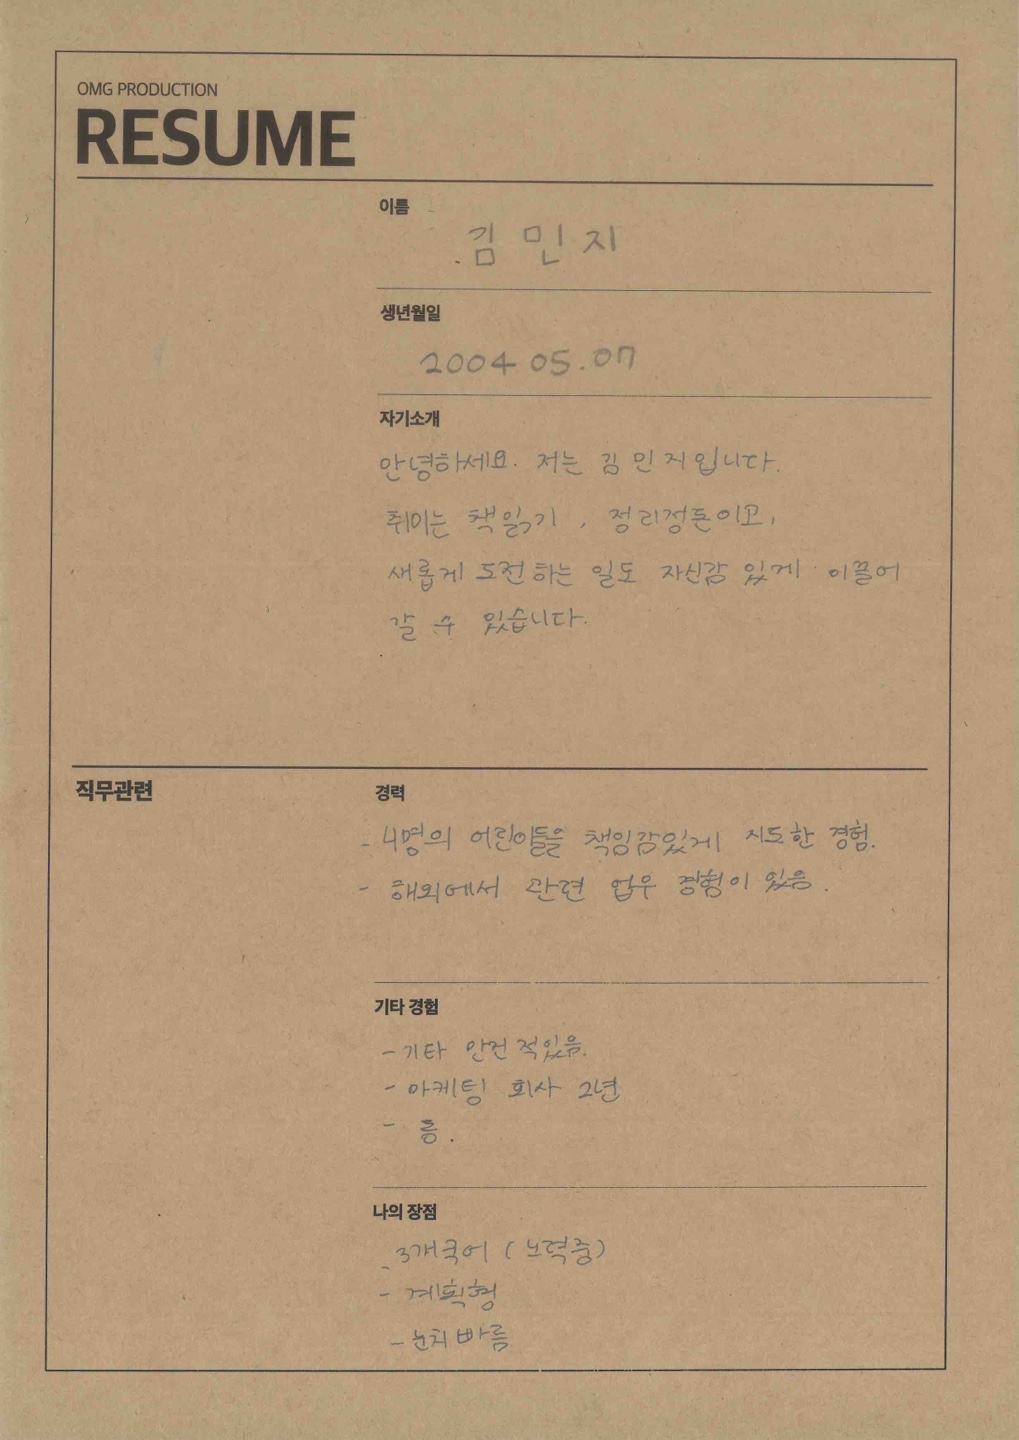 OMG PRODUCTION
RESUME
이름
김민지
생년월일
2004 05.07
자기소개
안녕하세요. 저는 김민지입니다.
취미는 책읽기, 정리정돈이고,
새롭게 도전하는 일도 자신감 있게 이끌어
갈 수 있습니다.
직무관련
경력
- 4명의 어린이들을 책임감있게 지도한 경험.
- 해외에서 관련 업무 경험이 있음.
기타 경험
- 기타 안건적있음.
- 마케팅 회사 2년
-
나의 장점
- 3개국어 (노력중)
- 계획형
- 눈치빠름